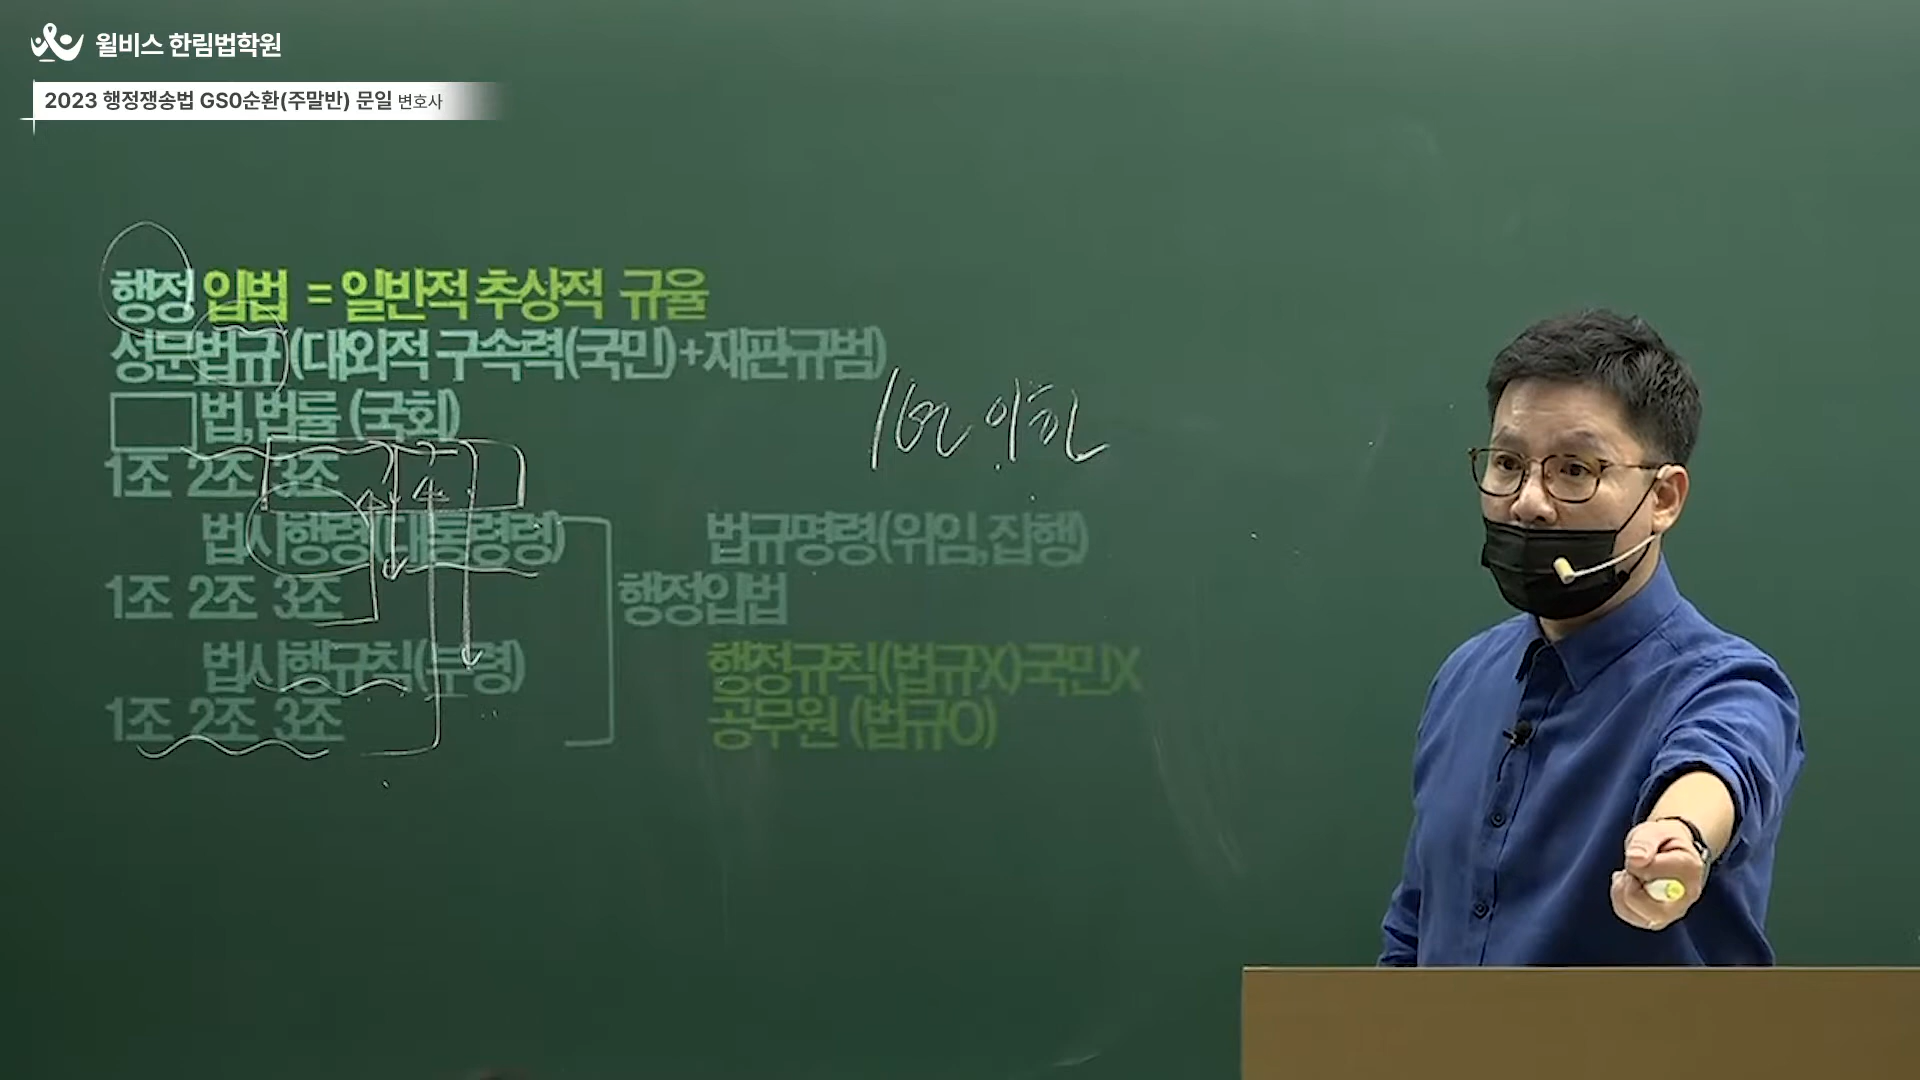 윌비스 한림법학원
2023 행정쟁송법 GS0순환(주말반) 문일 변호사
행정 입법 = 일반적 추상적 규율
성문법규 (대외적 구속력(국민)+재판규범)
법,법률 (국회)
1조 2조 3조
법시행령(대통령령) 법규명령(위임,집행)
1조 2조 3조 행정입법
법시행규칙(부령) 행정규칙(법규X)국민X
1조 2조 3조 공무원 (법규O)